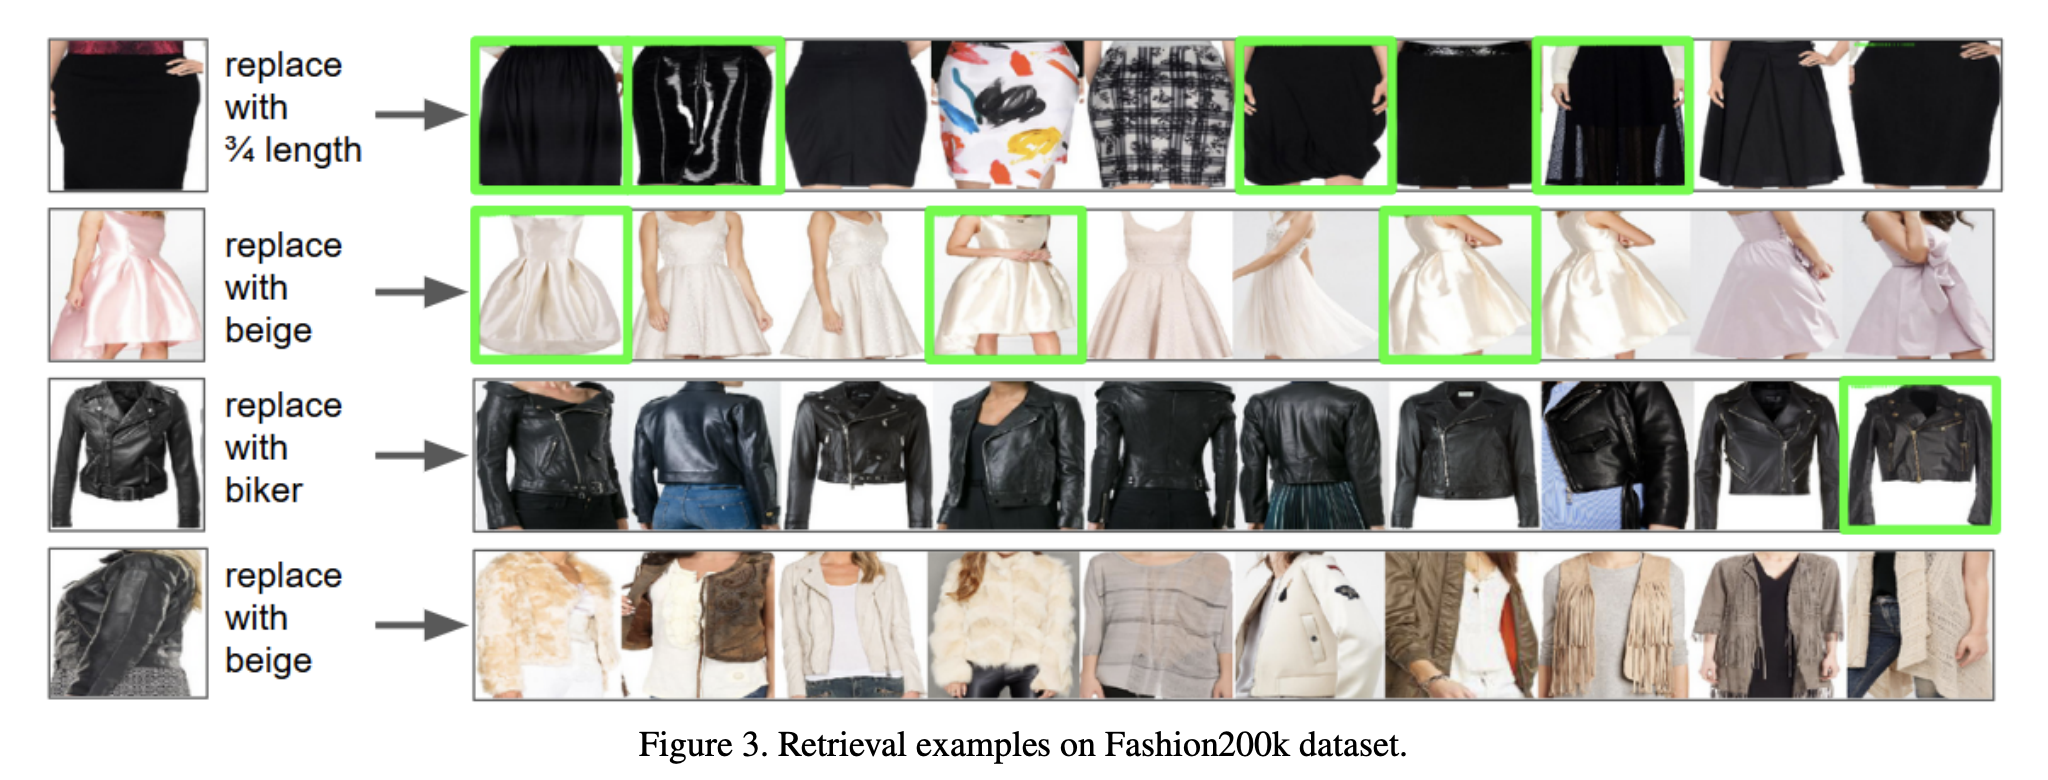 replace
with
¾ length
replace
with
beige
replace
with
biker
replace
with
beige
Figure 3. Retrieval examples on Fashion200k dataset.